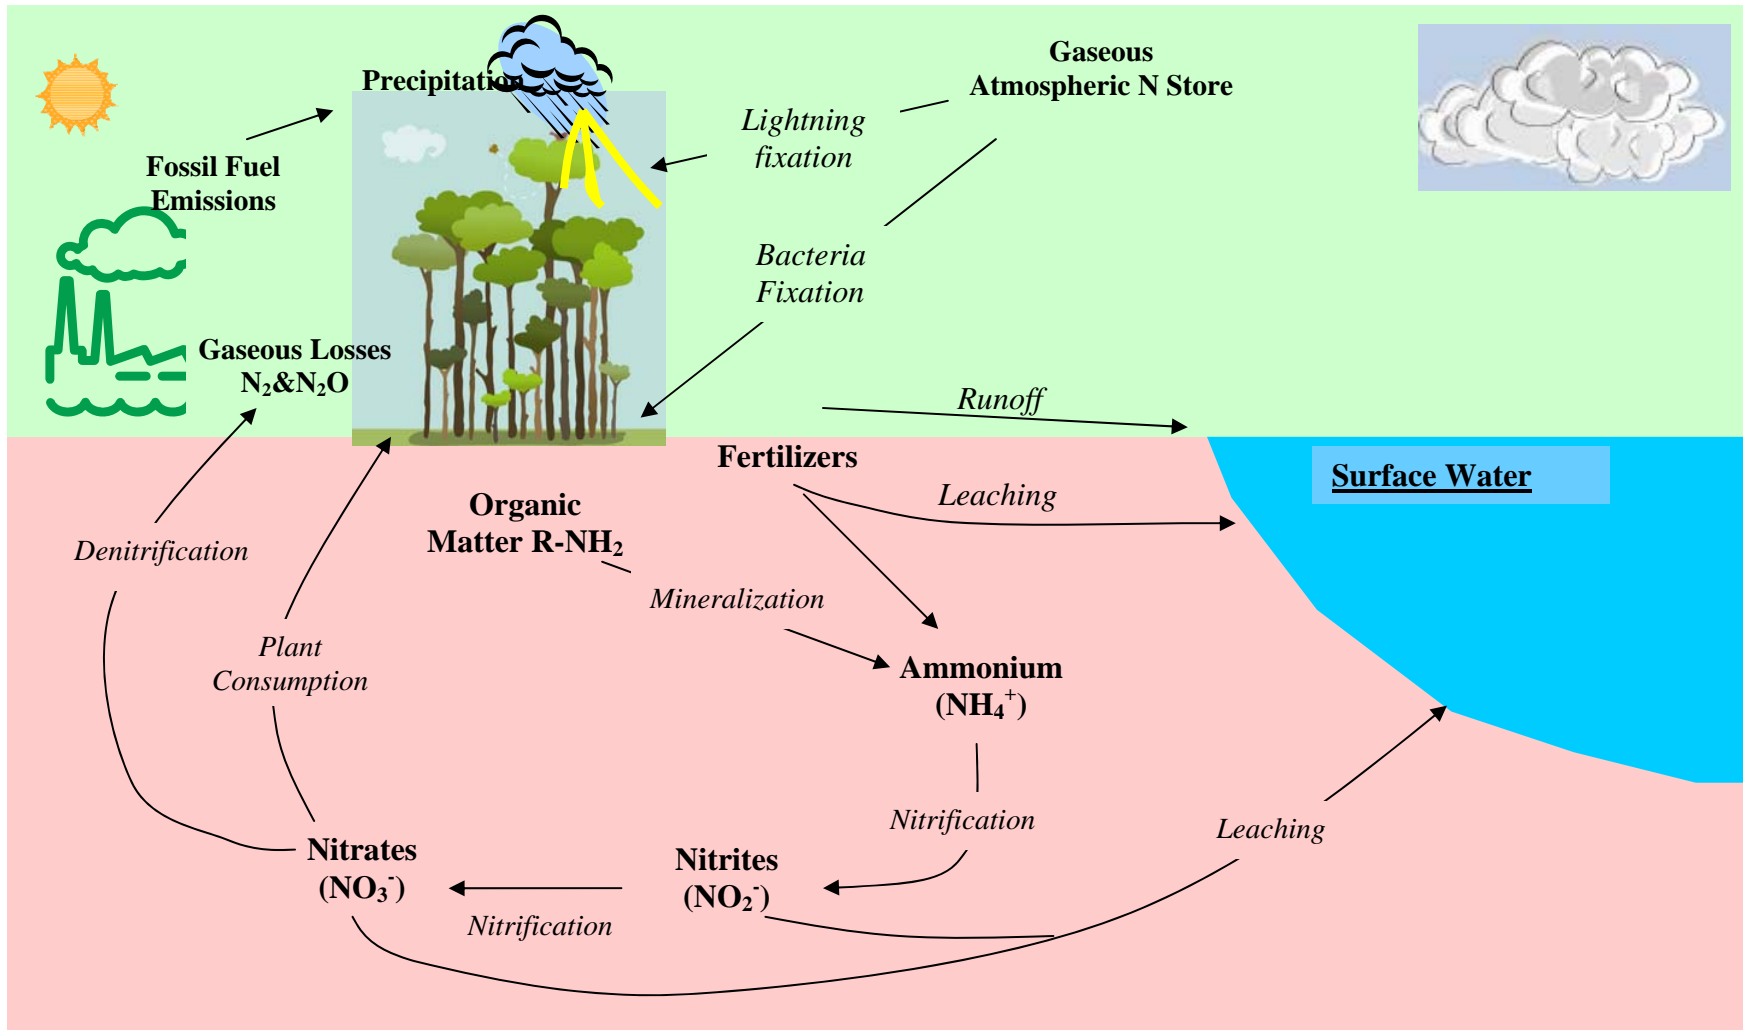 Gaseous
Atmospheric N Store
Precipitation
Lightning
fixation
Fossil Fuel
Emissions
Bacteria
Fixation
Gaseous Losses
N₂&N₂O
Runoff
Fertilizers
Surface Water
Leaching
Organic
Matter R-NH₂
Denitrification
Mineralization
Plant
Consumption
Ammonium
(NH₄⁺)
Nitrification
Leaching
Nitrates
(NO₃⁻)
Nitrites
(NO₂⁻)
Nitrification